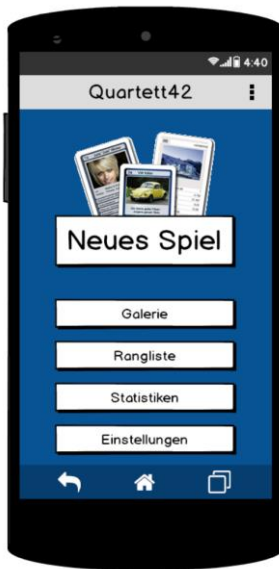 4:40
Quartett42
Neues Spiel
Galerie
Rangliste
Statistiken
Einstellungen